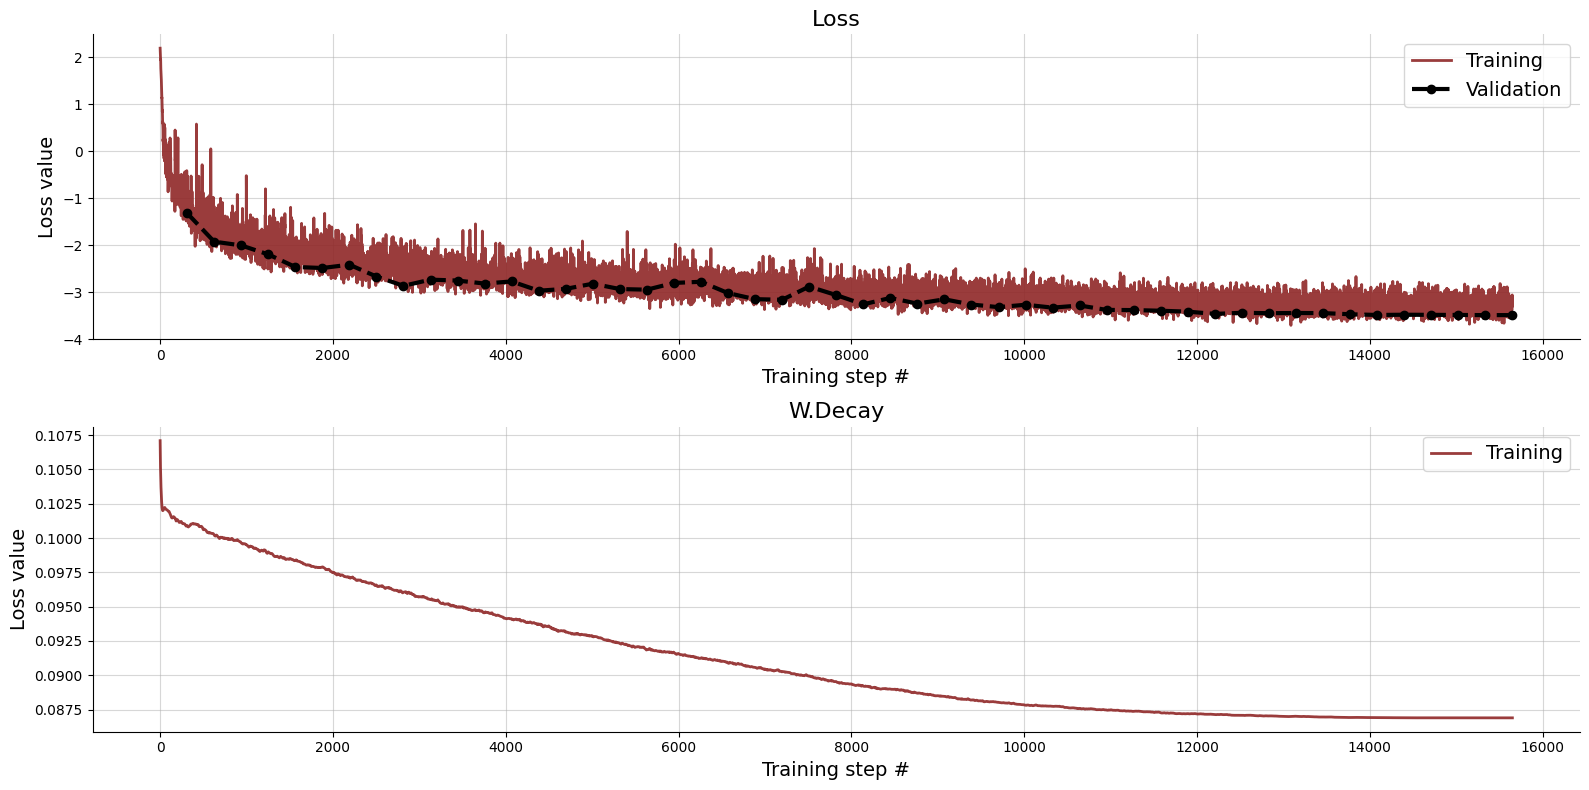 Loss
Loss value
2
1
0
−1
−2
−3
−4
Training
Validation
0 2000 4000 6000 8000 10000 12000 14000 16000
Training step #
W.Decay
Loss value
0.1075
0.1050
0.1025
0.1000
0.0975
0.0950
0.0925
0.0900
0.0875
Training
0 2000 4000 6000 8000 10000 12000 14000 16000
Training step #